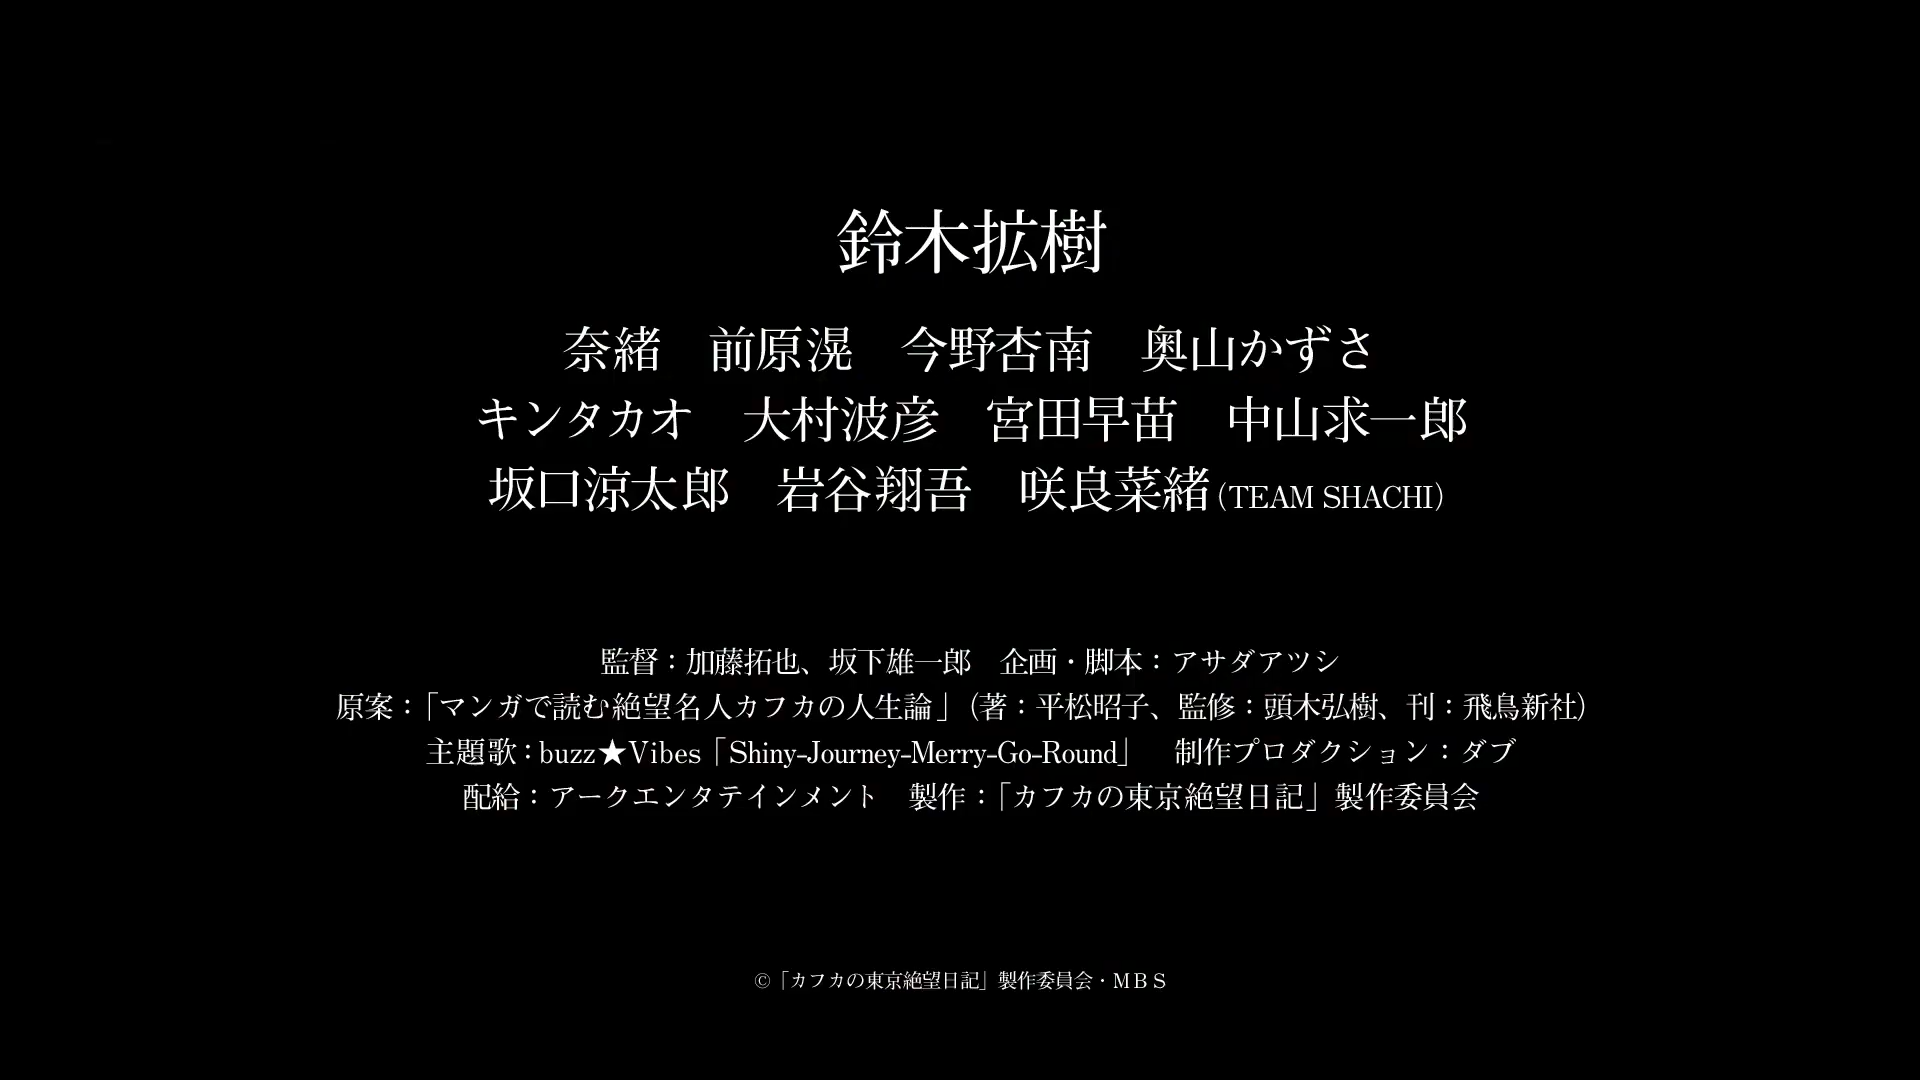 鈴木拡樹
奈緒　前原滉　今野杏南　奥山かずさ
キンタカオ　大村波彦　宮田早苗　中山求一郎
坂口涼太郎　岩谷翔吾　咲良菜緒（TEAM SHACHI）
監督：加藤拓也、坂下雄一郎　企画・脚本：アサダアツシ
原案：「マンガで読む絶望名人カフカの人生論」（著：平松昭子、監修：頭木弘樹、刊：飛鳥新社）
主題歌：buzz★Vibes「Shiny-Journey-Merry-Go-Round」　制作プロダクション：ダブ
配給：アークエンタテインメント　製作：「カフカの東京絶望日記」製作委員会
©「カフカの東京絶望日記」製作委員会・ＭＢＳ